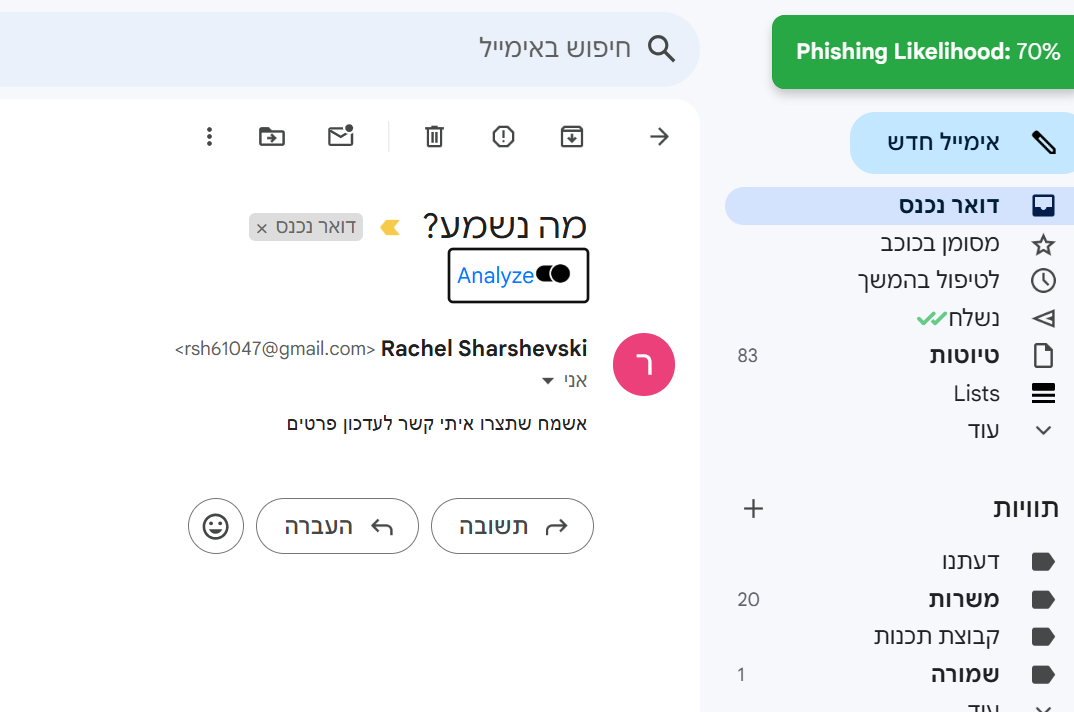 חיפוש באימייל
Phishing Likelihood: 70%
אימייל חדש
דואר נכנס
מסומן בכוכב
לטיפול בהמשך
נשלח
טיוטות 83
Lists
עוד
תוויות
דעתנו
משרות 20
קבוצת תכנות
שמורה 1
עוד
מה נשמע?
דואר נכנס ×
Analyze
Rachel Sharshevski <rsh61047@gmail.com>
ר
אני
אשמח שתצרו איתי קשר לעדכון פרטים
תשובה
העברה